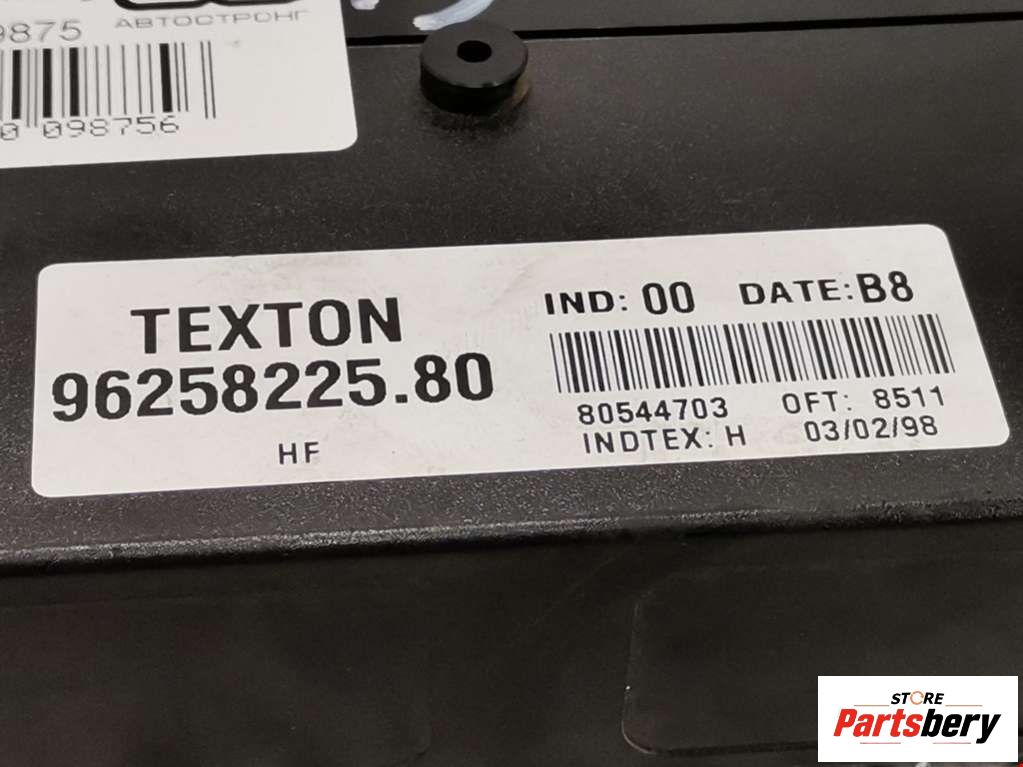 9875
АВТОСТРОНГ
0 098756
TEXTON
96258225.80
HF
IND: 00 DATE: B8
80544703 OFT: 8511
INDTEX: H 03/02/98
STORE
Partsbery